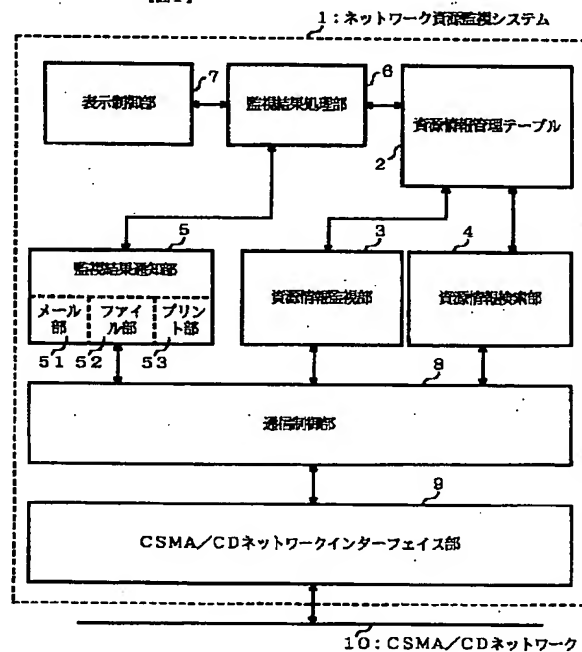 【図1】
1:ネットワーク資源監視システム
7
6
表示制御部
監視結果処理部
資源情報管理テーブル
2
5
3
4
監視結果通知部
メール部
ファイル部
プリント部
51
52
53
資源情報監視部
資源情報検索部
8
通信制御部
9
CSMA/CDネットワークインターフェイス部
10:CSMA/CDネットワーク